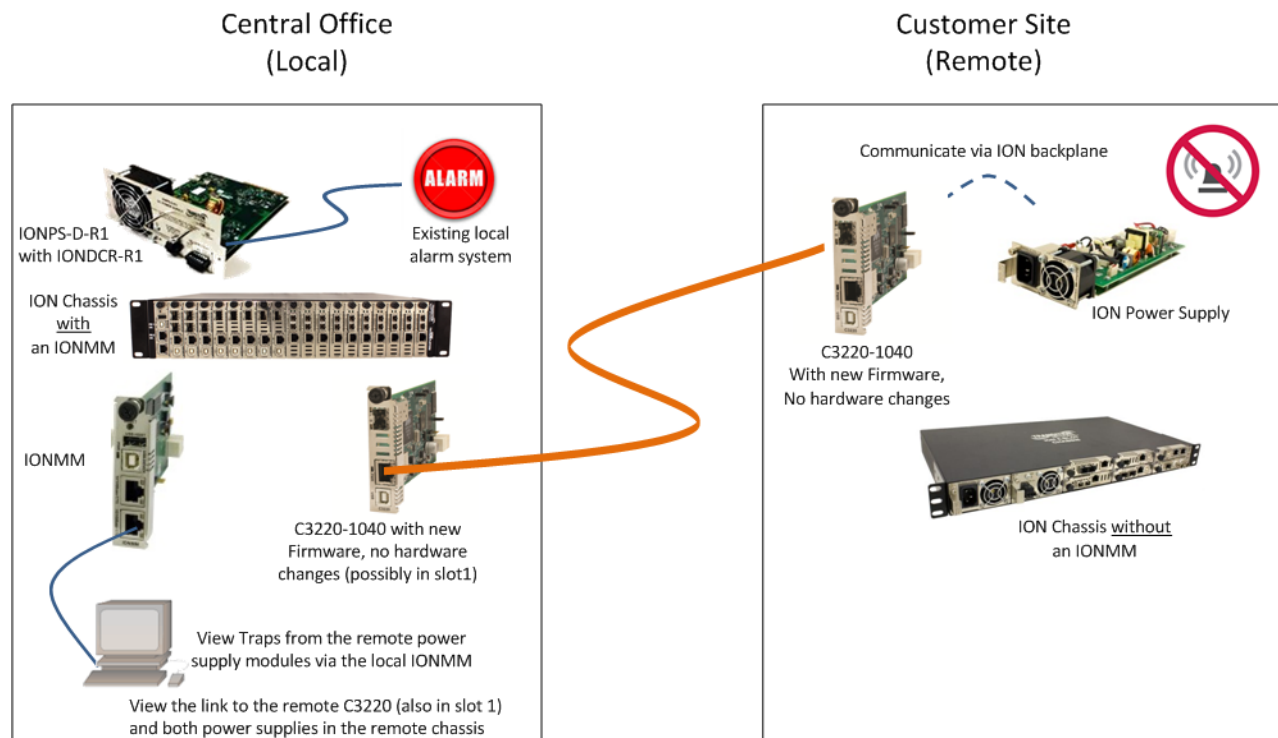 Central Office
(Local)
Customer Site
(Remote)
ALARM
IONPS-D-R1
with IONDCR-R1
Existing local
alarm system
ION Chassis
with
an IONMM
IONMM
C3220-1040 with new
Firmware, no hardware
changes (possibly in slot1)
View Traps from the remote power
supply modules via the local IONMM
View the link to the remote C3220 (also in slot 1)
and both power supplies in the remote chassis
Communicate via ION backplane
ION Power Supply
C3220-1040
With new Firmware,
No hardware changes
ION Chassis without
an IONMM